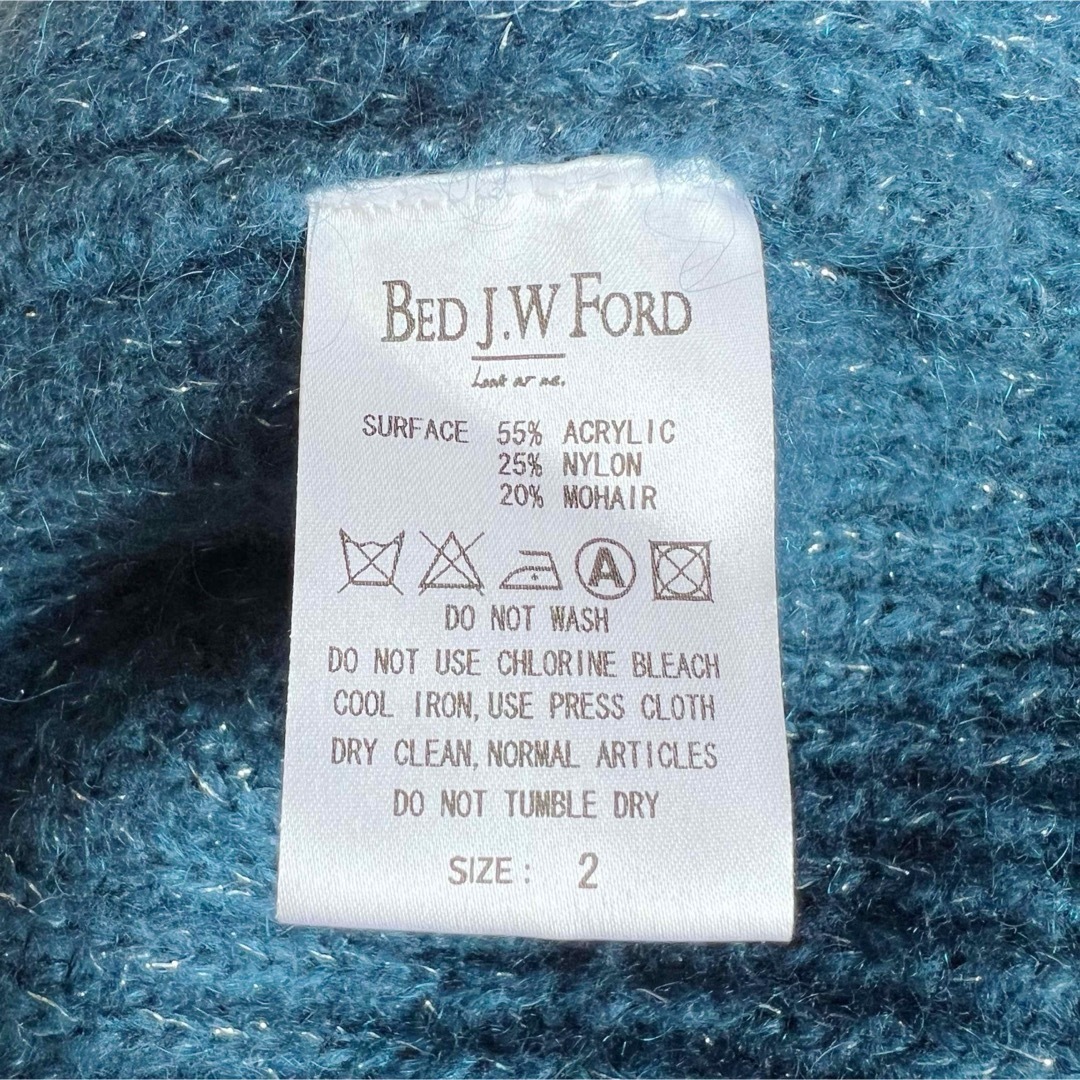 BED J.W FORD
Look at me.
SURFACE 55% ACRYLIC
25% NYLON
20% MOHAIR
A
DO NOT WASH
DO NOT USE CHLORINE BLEACH
COOL IRON, USE PRESS CLOTH
DRY CLEAN, NORMAL ARTICLES
DO NOT TUMBLE DRY
SIZE : 2